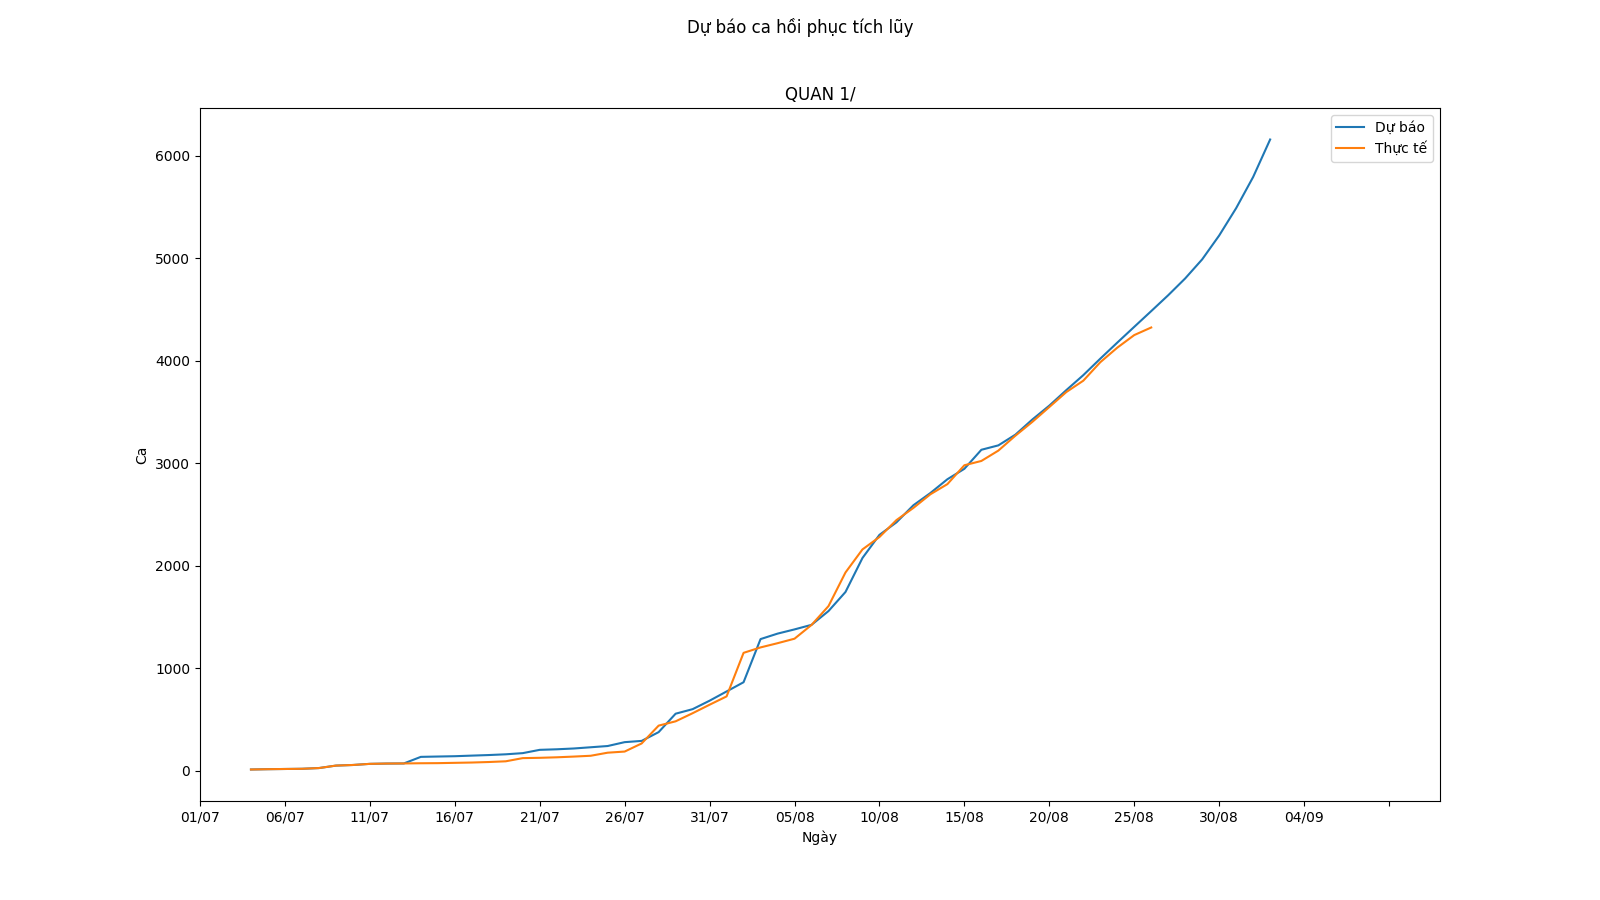 Dự báo ca hồi phục tích lũy
QUAN 1/
Dự báo
Thực tế
6000
5000
4000
3000
2000
1000
0
Ca
01/07 06/07 11/07 16/07 21/07 26/07 31/07 05/08 10/08 15/08 20/08 25/08 30/08 04/09
Ngày